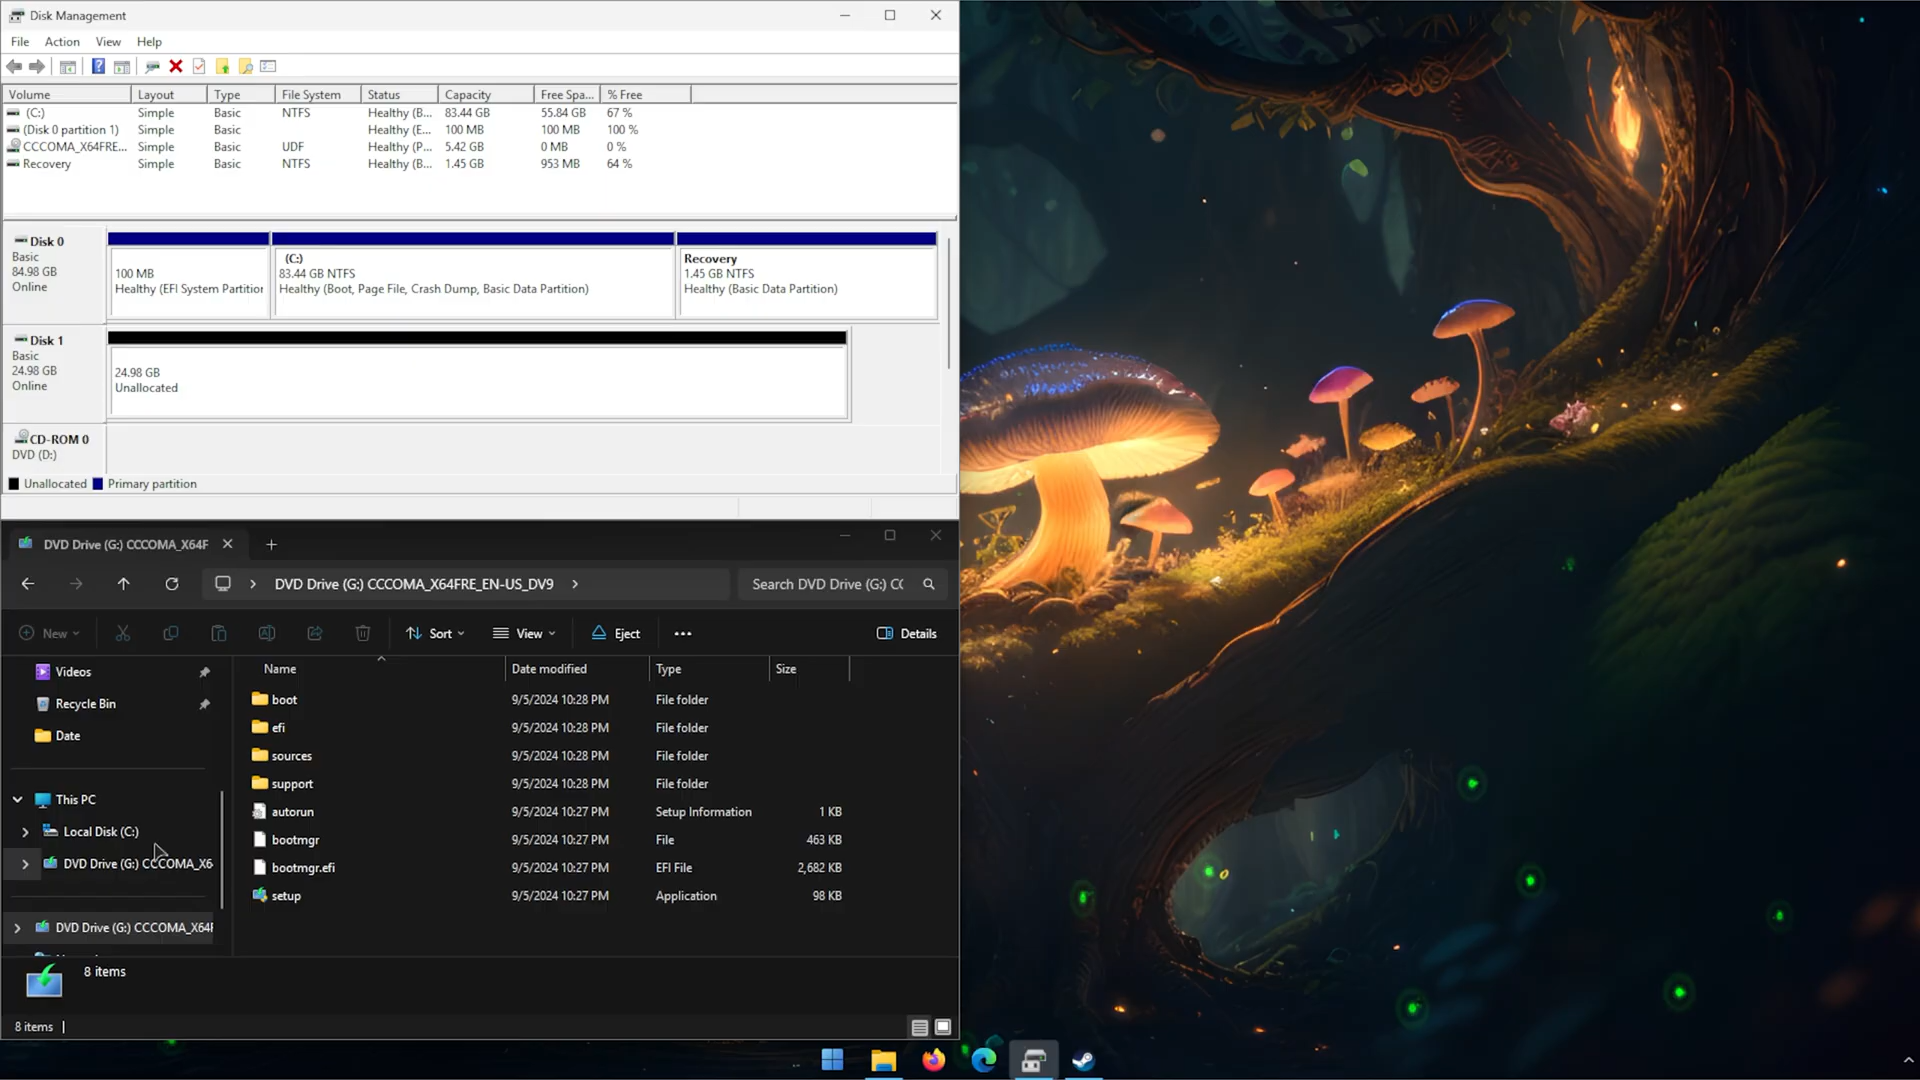 Disk Management
File Action View Help
Volume Layout Type File System Status Capacity Free Spa... % Free
(C:) Simple Basic NTFS Healthy (B... 83.44 GB 55.84 GB 67 %
(Disk 0 partition 1) Simple Basic Healthy (E... 100 MB 100 MB 100 %
CCCOMA_X64FRE... Simple Basic UDF Healthy (P... 5.42 GB 0 MB 0 %
Recovery Simple Basic NTFS Healthy (B... 1.45 GB 953 MB 64 %
Disk 0
Basic
84.98 GB
Online
100 MB
Healthy (EFI System Partitior
(C:)
83.44 GB NTFS
Healthy (Boot, Page File, Crash Dump, Basic Data Partition)
Recovery
1.45 GB NTFS
Healthy (Basic Data Partition)
Disk 1
Basic
24.98 GB
Online
24.98 GB
Unallocated
CD-ROM 0
DVD (D:)
Unallocated Primary partition
DVD Drive (G:) CCCOMA_X64F
DVD Drive (G:) CCCOMA_X64FRE_EN-US_DV9
Search DVD Drive (G:) CC
New Sort View Eject Details
Videos
Recycle Bin
Date
This PC
Local Disk (C:)
DVD Drive (G:) CCCOMA_X6
DVD Drive (G:) CCCOMA_X64F
Name Date modified Type Size
boot 9/5/2024 10:28 PM File folder
efi 9/5/2024 10:28 PM File folder
sources 9/5/2024 10:28 PM File folder
support 9/5/2024 10:28 PM File folder
autorun 9/5/2024 10:27 PM Setup Information 1 KB
bootmgr 9/5/2024 10:27 PM File 463 KB
bootmgr.efi 9/5/2024 10:27 PM EFI File 2,682 KB
setup 9/5/2024 10:27 PM Application 98 KB
8 items
8 items